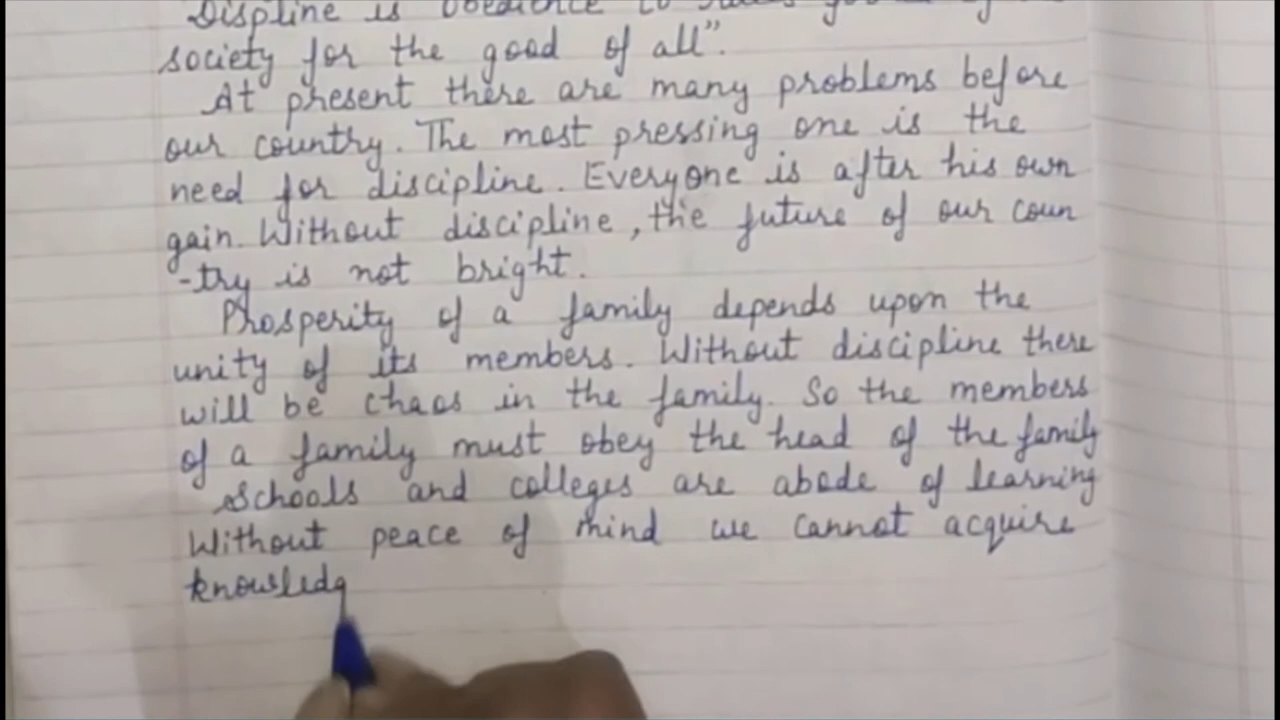 Displine is obedience to
society for the good of all".
At present there are many problems before
our country. The most pressing one is the
need for discipline. Everyone is after his own
gain. Without discipline, the future of our coun
-try is not bright.
Prosperity of a family depends upon the
unity of its members. Without discipline there
will be chaos in the family. So the members
of a family must obey the head of the family
Schools and colleges are abode of learning
Without peace of mind we cannot acquire
knowledg